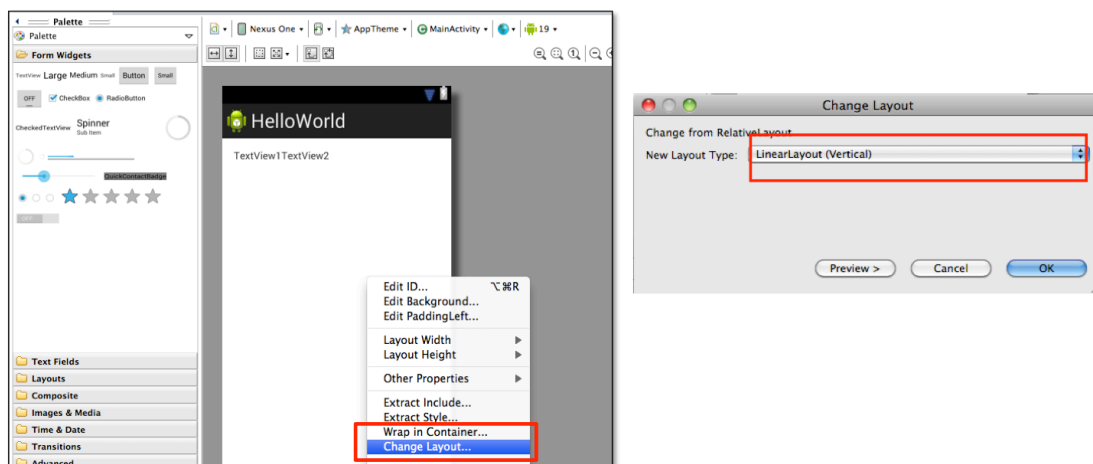 Palette
Palette
Form Widgets
TextView Large Medium Small Button Small
OFF CheckBox RadioButton
CheckedTextView Spinner
Sub Item
QuickContactBadge
OFF
Text Fields
Layouts
Composite
Images & Media
Time & Date
Transitions
Advanced
Nexus One AppTheme MainActivity 19
HelloWorld
TextView1TextView2
Edit ID... ⌥⌘R
Edit Background...
Edit PaddingLeft...
Layout Width
Layout Height
Other Properties
Extract Include...
Extract Style...
Wrap in Container...
Change Layout...
Change Layout
Change from RelativeLayout
New Layout Type: LinearLayout (Vertical)
Preview > Cancel OK